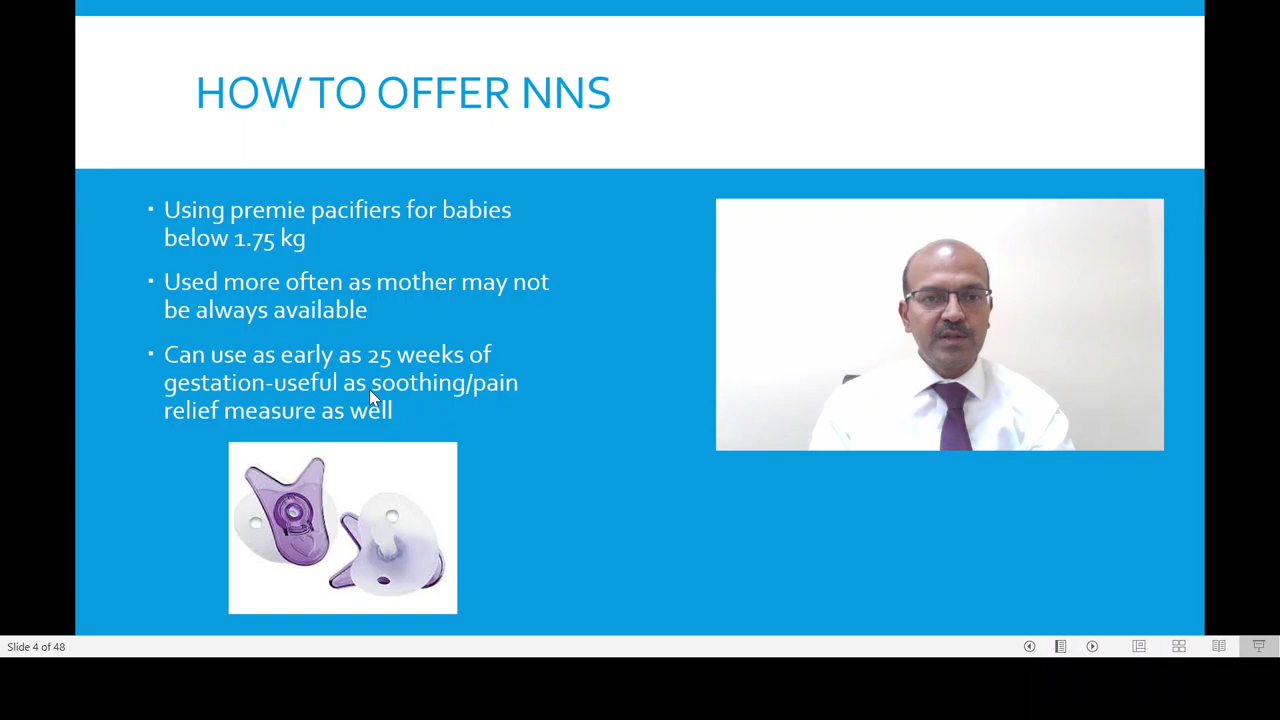 HOW TO OFFER NNS
Using premie pacifiers for babies
below 1.75 kg
Used more often as mother may not
be always available
Can use as early as 25 weeks of
gestation-useful as soothing/pain
relief measure as well
Slide 4 of 48